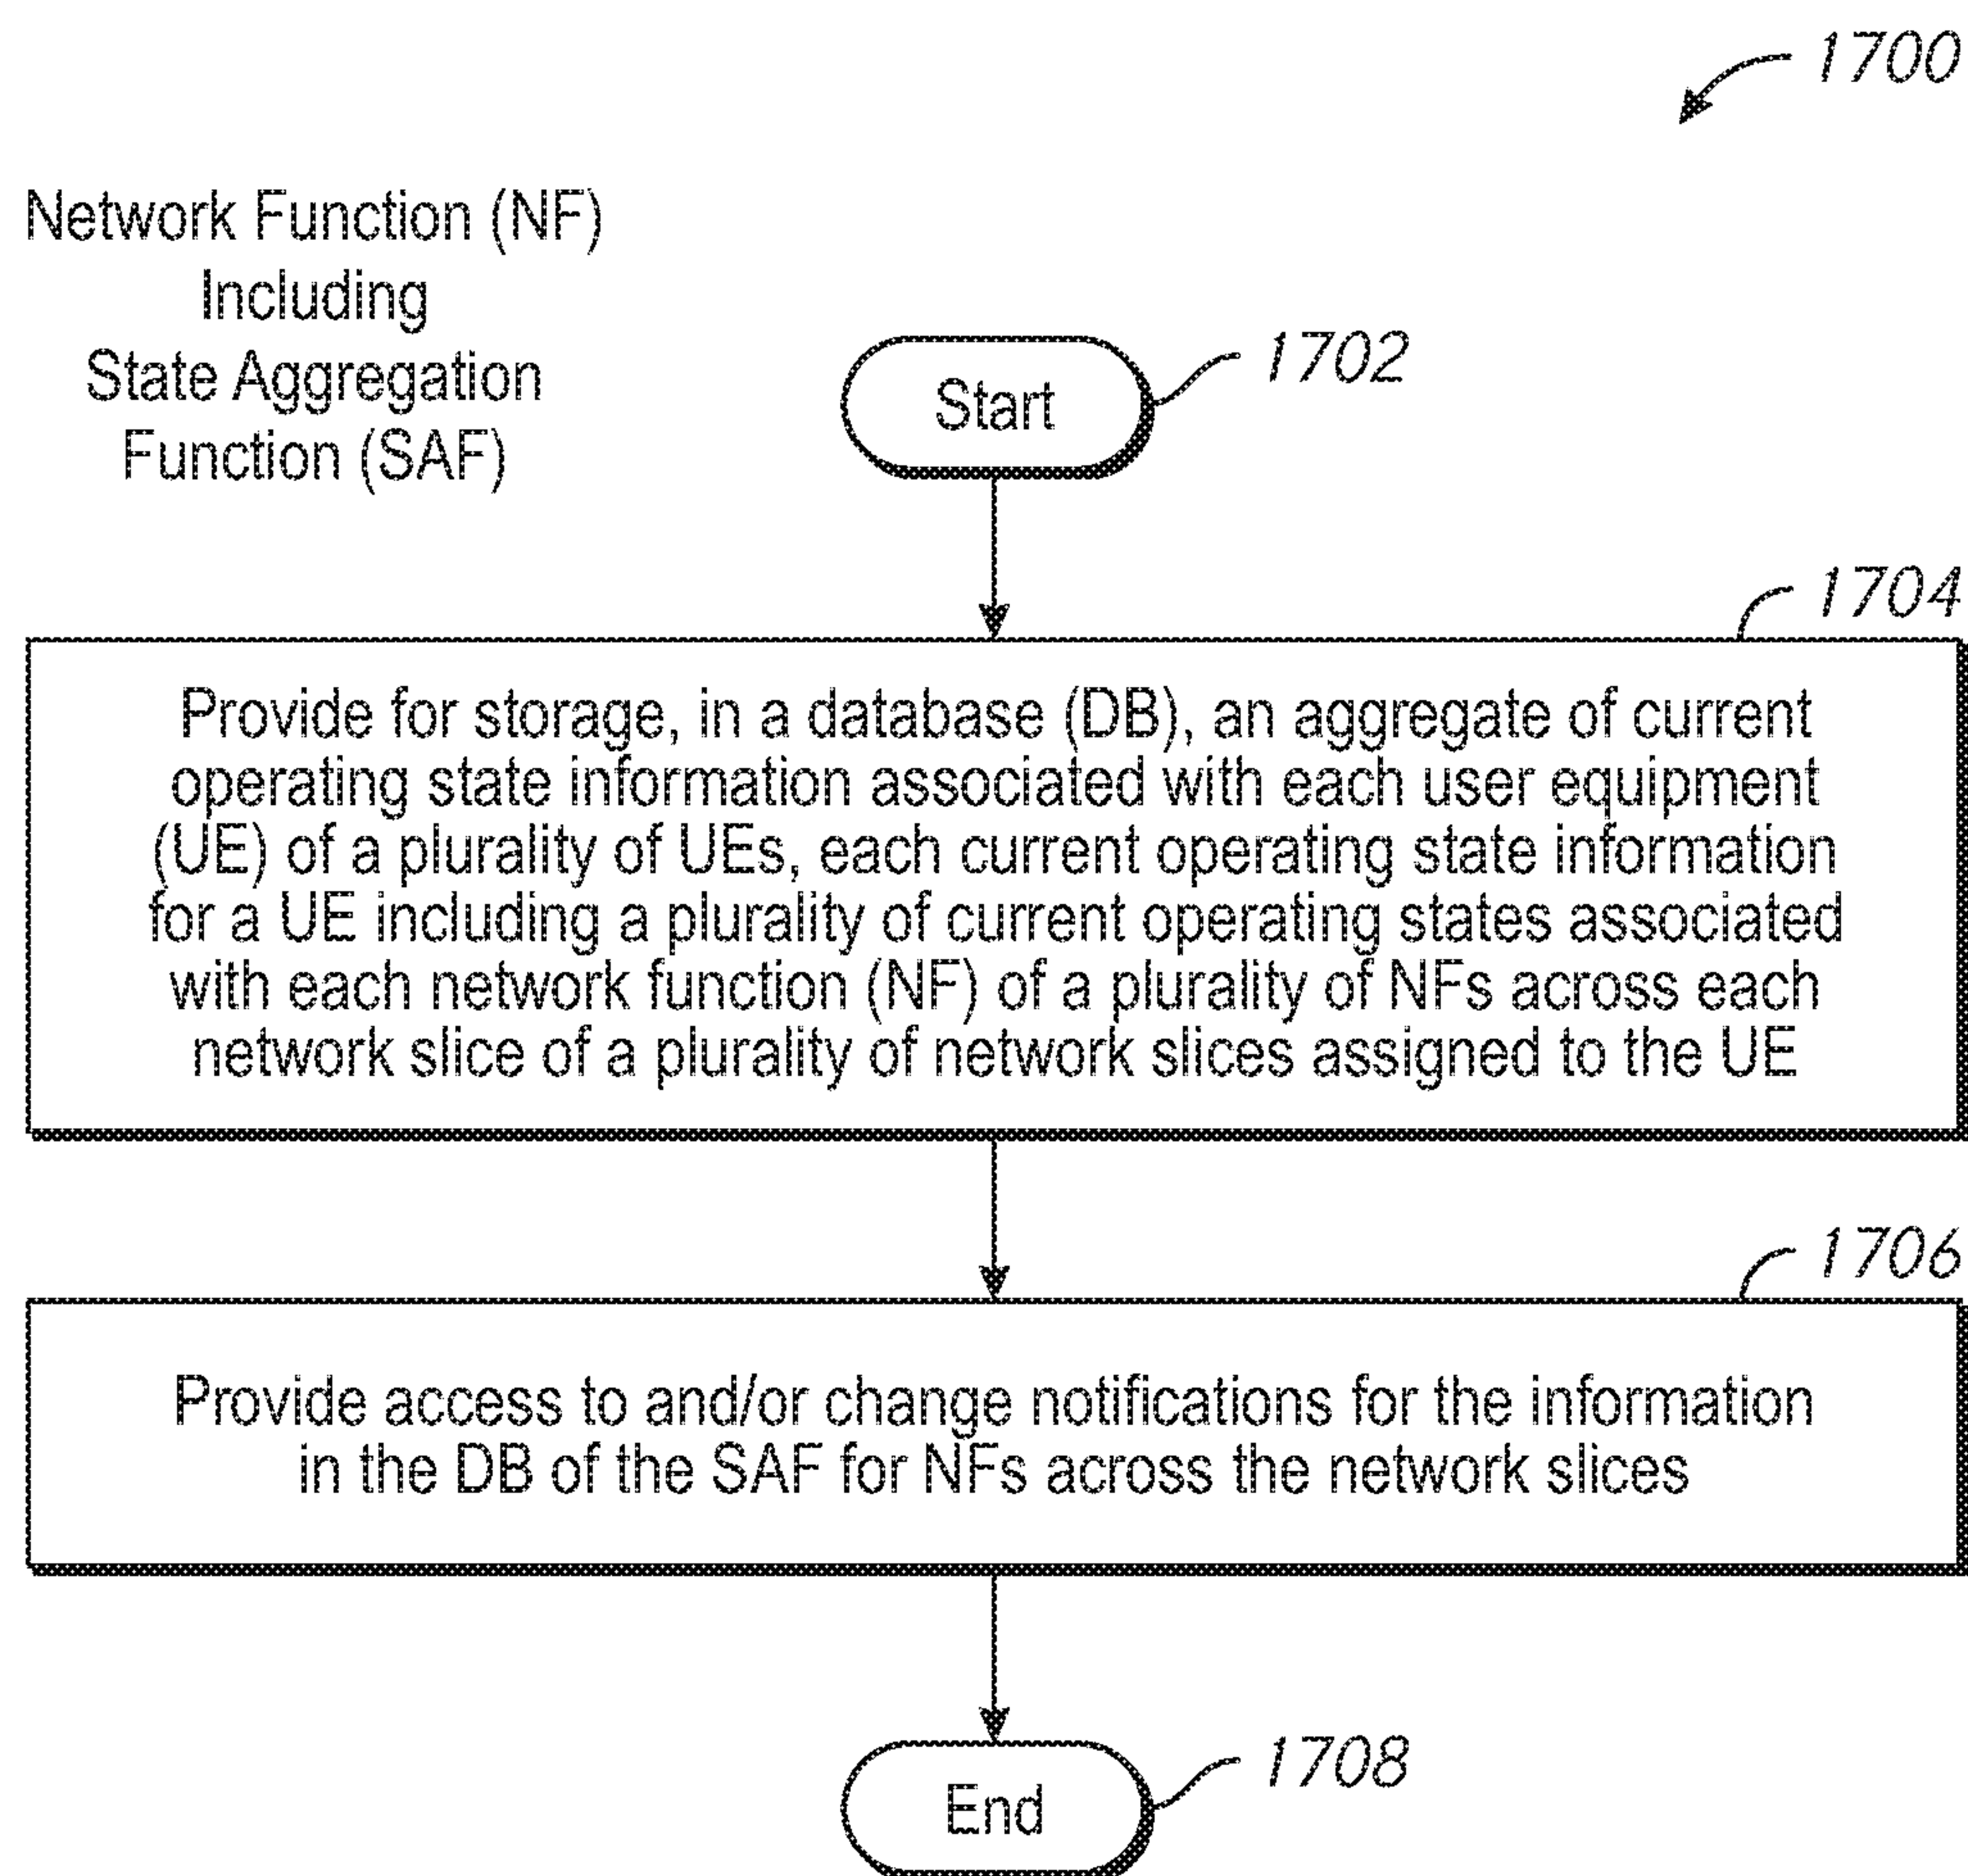 1700
Network Function (NF)
Including
State Aggregation
Function (SAF)
Start
1702
1704
Provide for storage, in a database (DB), an aggregate of current
operating state information associated with each user equipment
(UE) of a plurality of UEs, each current operating state information
for a UE including a plurality of current operating states associated
with each network function (NF) of a plurality of NFs across each
network slice of a plurality of network slices assigned to the UE
1706
Provide access to and/or change notifications for the information
in the DB of the SAF for NFs across the network slices
End
1708